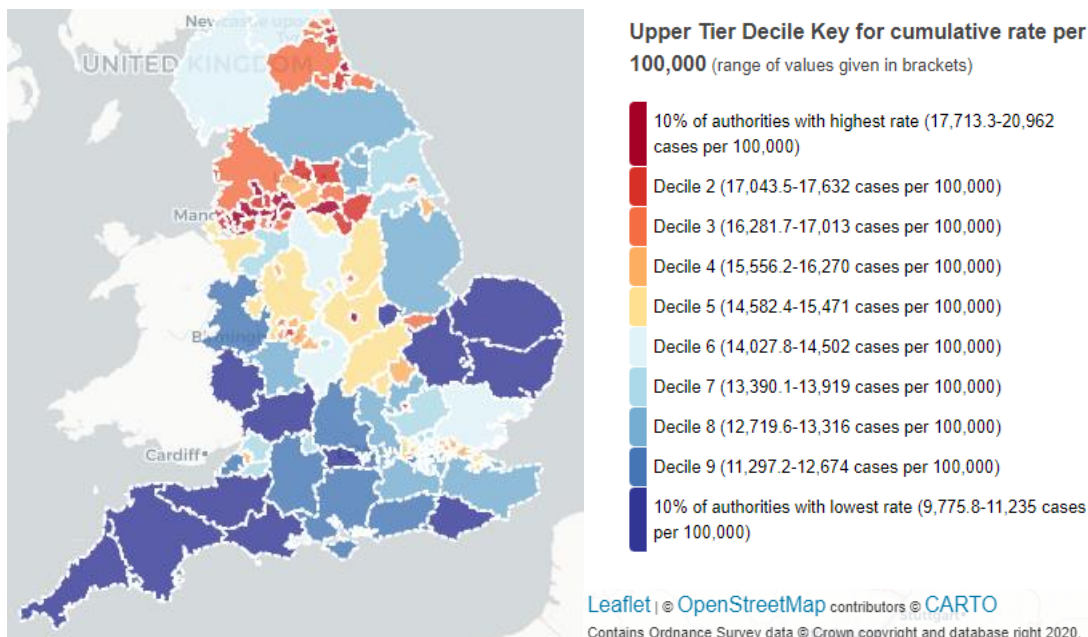 Newcastle upo
UNITED KINGDOM
Mand
Birmingh
Cardiff
Upper Tier Decile Key for cumulative rate per
100,000 (range of values given in brackets)
10% of authorities with highest rate (17,713.3-20,962
cases per 100,000)
Decile 2 (17,043.5-17,632 cases per 100,000)
Decile 3 (16,281.7-17,013 cases per 100,000)
Decile 4 (15,556.2-16,270 cases per 100,000)
Decile 5 (14,582.4-15,471 cases per 100,000)
Decile 6 (14,027.8-14,502 cases per 100,000)
Decile 7 (13,390.1-13,919 cases per 100,000)
Decile 8 (12,719.6-13,316 cases per 100,000)
Decile 9 (11,297.2-12,674 cases per 100,000)
10% of authorities with lowest rate (9,775.8-11,235 cases
per 100,000)
Leaflet | © OpenStreetMap contributors © CARTO
Contains Ordnance Survey data © Crown copyright and database right 2020